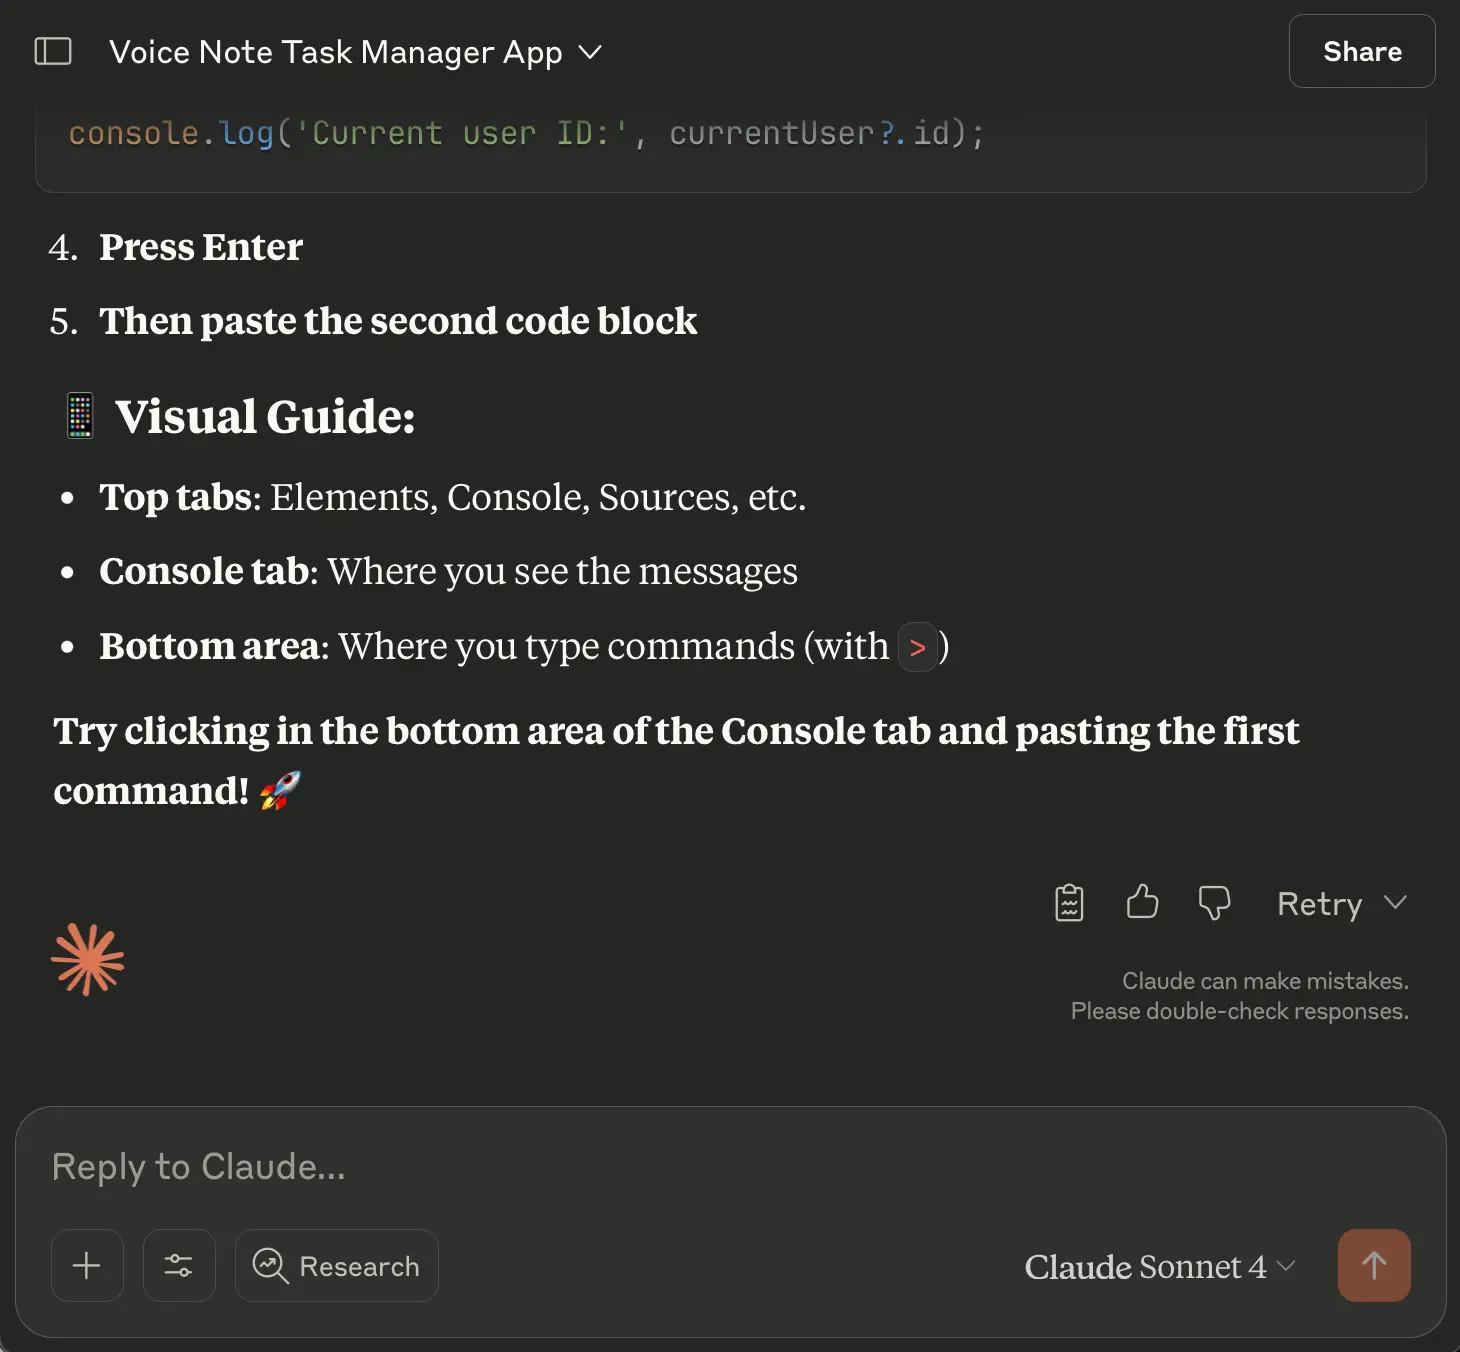 Voice Note Task Manager App
Share
console.log('Current user ID:', currentUser?.id);
4. Press Enter
5. Then paste the second code block
📱 Visual Guide:
• Top tabs: Elements, Console, Sources, etc.
• Console tab: Where you see the messages
• Bottom area: Where you type commands (with >)
Try clicking in the bottom area of the Console tab and pasting the first
command! 🚀
Retry
Claude can make mistakes.
Please double-check responses.
Reply to Claude...
Research
Claude Sonnet 4